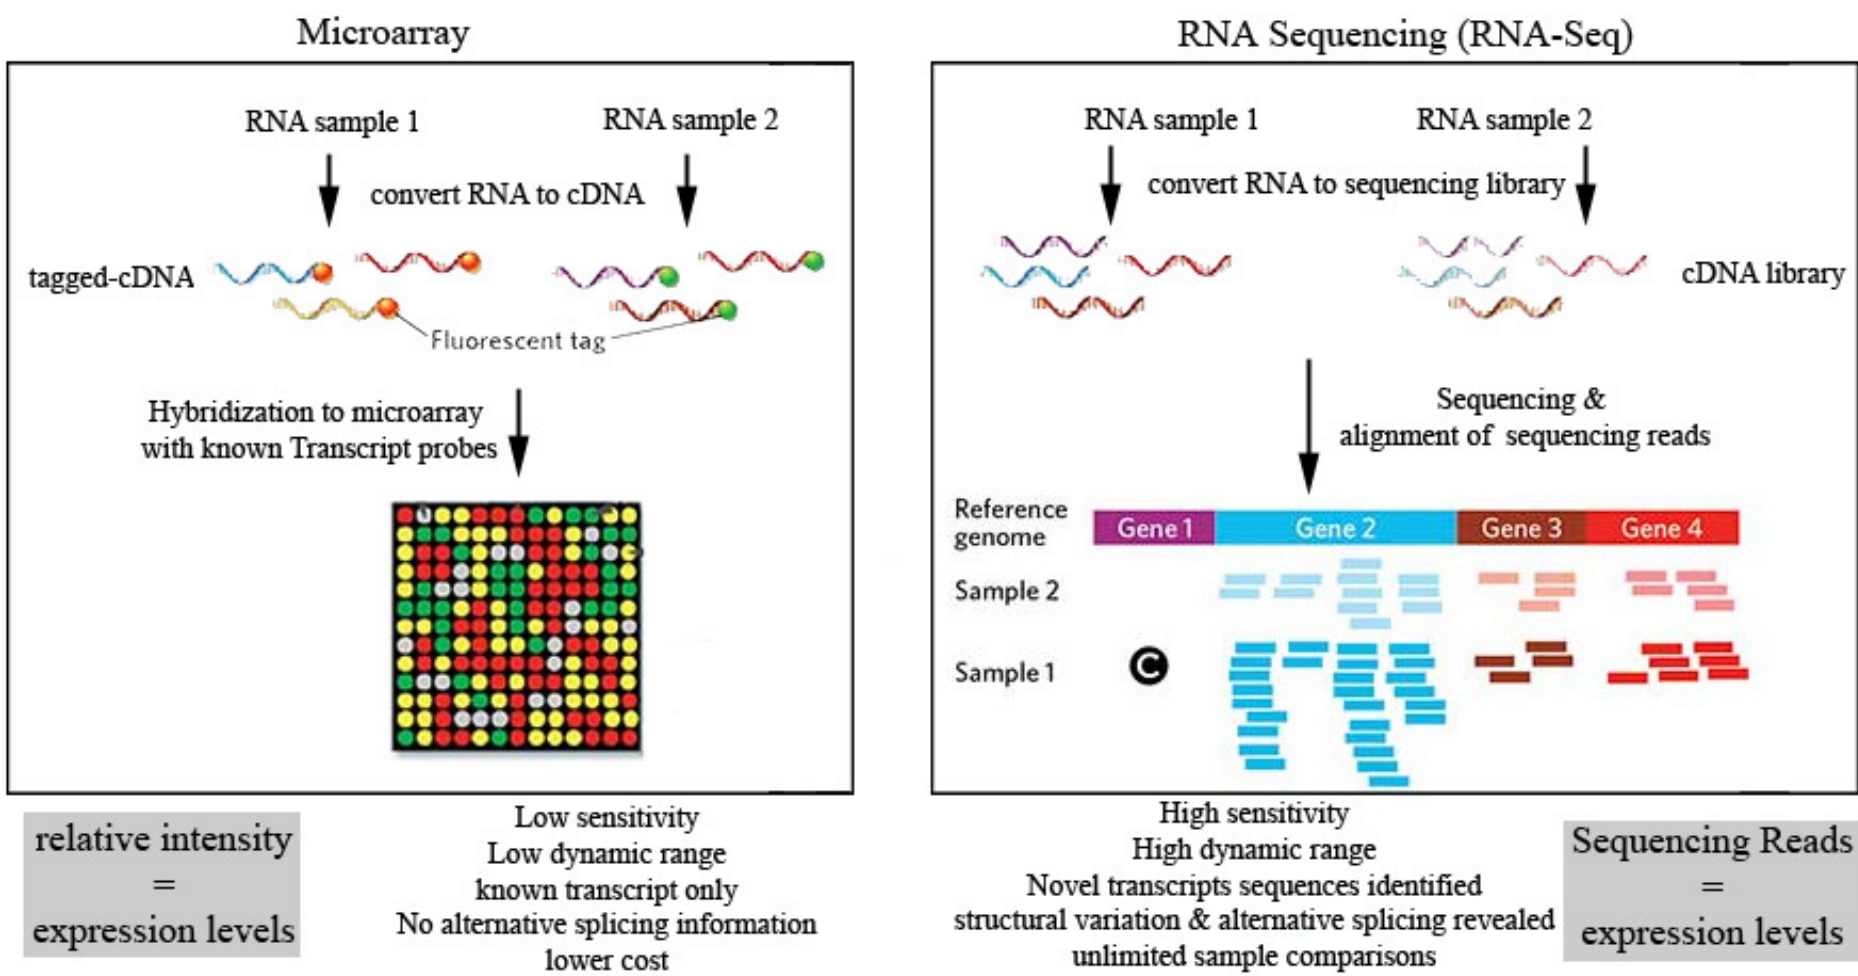 Microarray
RNA sample 1
RNA sample 2
convert RNA to cDNA
tagged-cDNA
Fluorescent tag
Hybridization to microarray
with known Transcript probes
relative intensity
=
expression levels
Low sensitivity
Low dynamic range
known transcript only
No alternative splicing information
lower cost
RNA Sequencing (RNA-Seq)
RNA sample 1
RNA sample 2
convert RNA to sequencing library
cDNA library
Sequencing &
alignment of sequencing reads
Reference
genome
Gene 1
Gene 2
Gene 3
Gene 4
Sample 2
Sample 1
C
High sensitivity
High dynamic range
Novel transcripts sequences identified
structural variation & alternative splicing revealed
unlimited sample comparisons
Sequencing Reads
=
expression levels